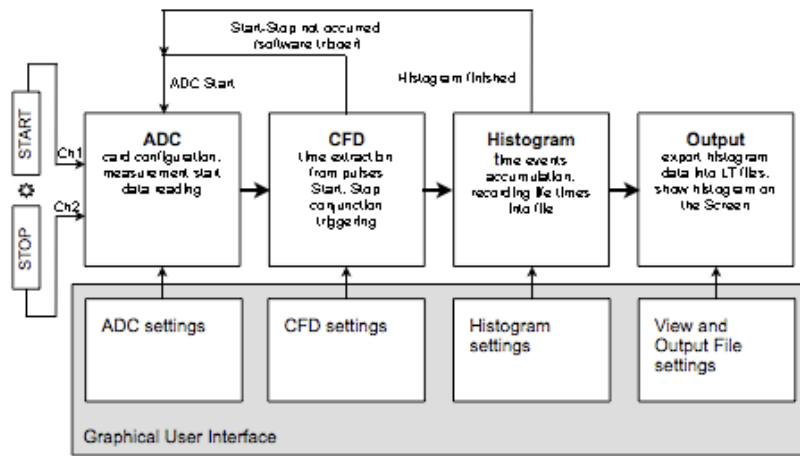 Start-Stop not occurred
(software trigger)
ADC Start
Histogram finished
START
STOP
Ch1
Ch2
ADC
card configuration,
measurement start
data reading
CFD
time extraction
from pulses
Start, Stop
conjunction
triggering
Histogram
time events
accumulation,
recording life times
into file
Output
export histogram
data into LT files,
show histogram on
the Screen
ADC settings
CFD settings
Histogram
settings
View and
Output File
settings
Graphical User Interface